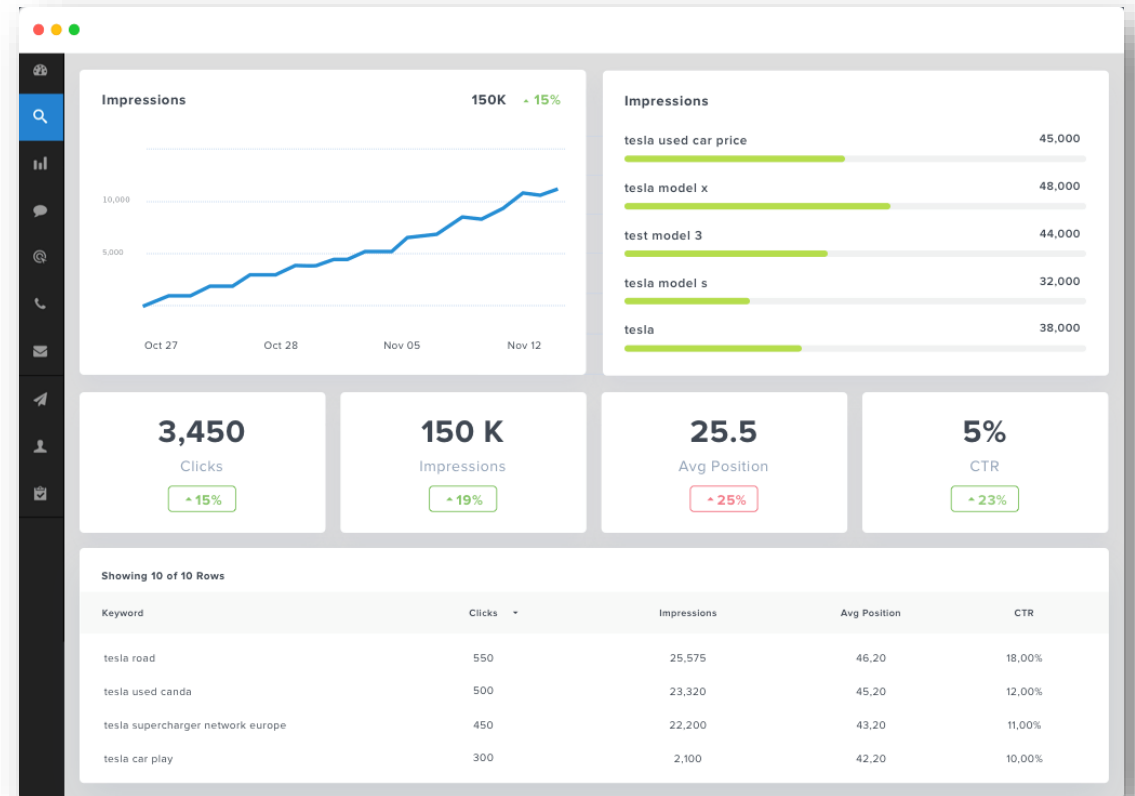 Impressions 150K 15%
10,000
5,000
Oct 27 Oct 28 Nov 05 Nov 12
Impressions
tesla used car price 45,000
tesla model x 48,000
test model 3 44,000
tesla model s 32,000
tesla 38,000
3,450
Clicks
15%
150 K
Impressions
19%
25.5
Avg Position
25%
5%
CTR
23%
Showing 10 of 10 Rows
Keyword Clicks Impressions Avg Position CTR
tesla road 550 25,575 46,20 18,00%
tesla used canda 500 23,320 45,20 12,00%
tesla supercharger network europe 450 22,200 43,20 11,00%
tesla car play 300 2,100 42,20 10,00%